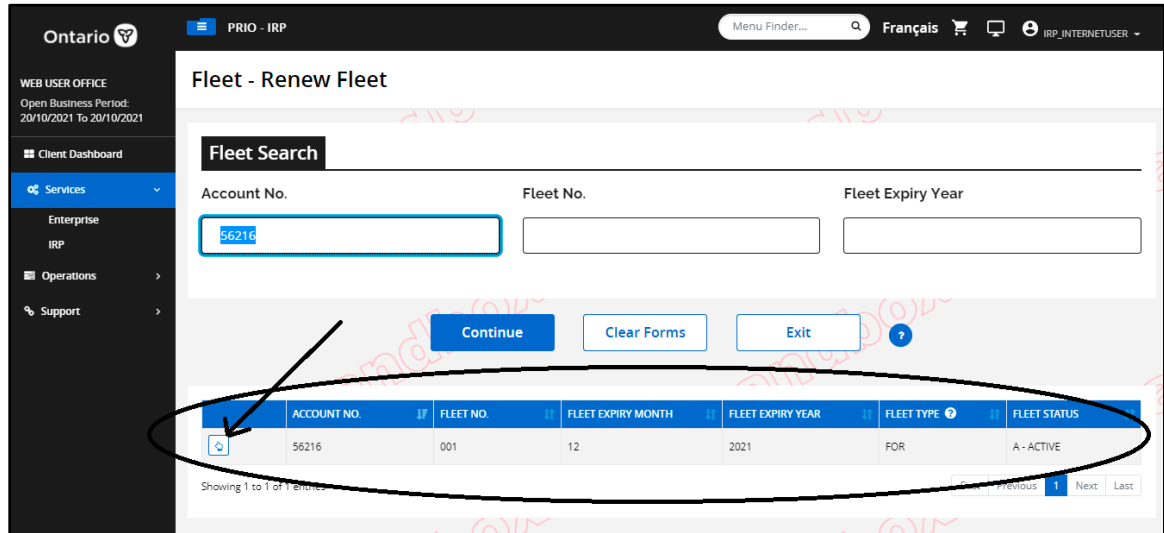 Ontario
PRIO - IRP
Menu Finder...
Français
IRP_INTERNETUSER
WEB USER OFFICE
Open Business Period:
20/10/2021 To 20/10/2021
Client Dashboard
Services
Enterprise
IRP
Operations
Support
Fleet - Renew Fleet
Fleet Search
Account No. Fleet No. Fleet Expiry Year
56216
Continue Clear Forms Exit ?
ACCOUNT NO. FLEET NO. FLEET EXPIRY MONTH FLEET EXPIRY YEAR FLEET TYPE ? FLEET STATUS
56216 001 12 2021 FOR A - ACTIVE
Showing 1 to 1 of 1 entries
Previous 1 Next Last